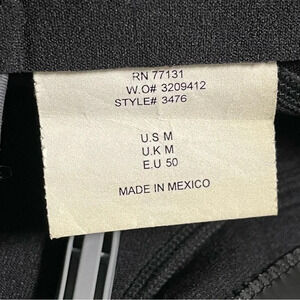 RN 77131
W.O# 3209412
STYLE# 3476
U.S M
U.K M
E.U 50
MADE IN MEXICO